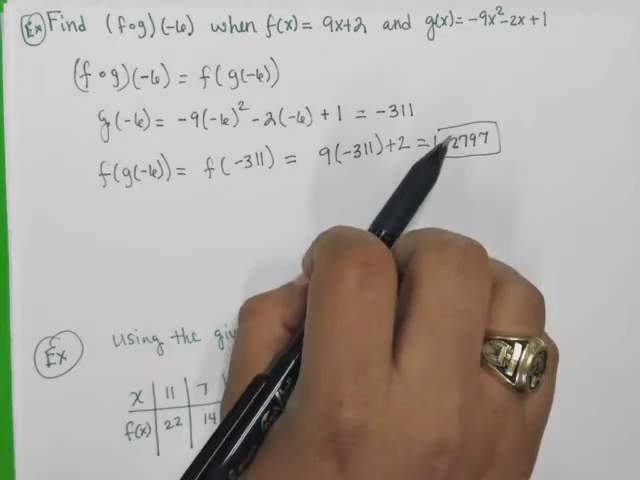 Ex Find (f∘g)(-6) when f(x) = 9x+2 and g(x) = -9x²-2x+1
(f∘g)(-6) = f(g(-6))
g(-6) = -9(-6)² - 2(-6) + 1 = -311
f(g(-6)) = f(-311) = 9(-311)+2 = 2797
Ex using the
x | 11 | 7
f(x) | 22 | 14